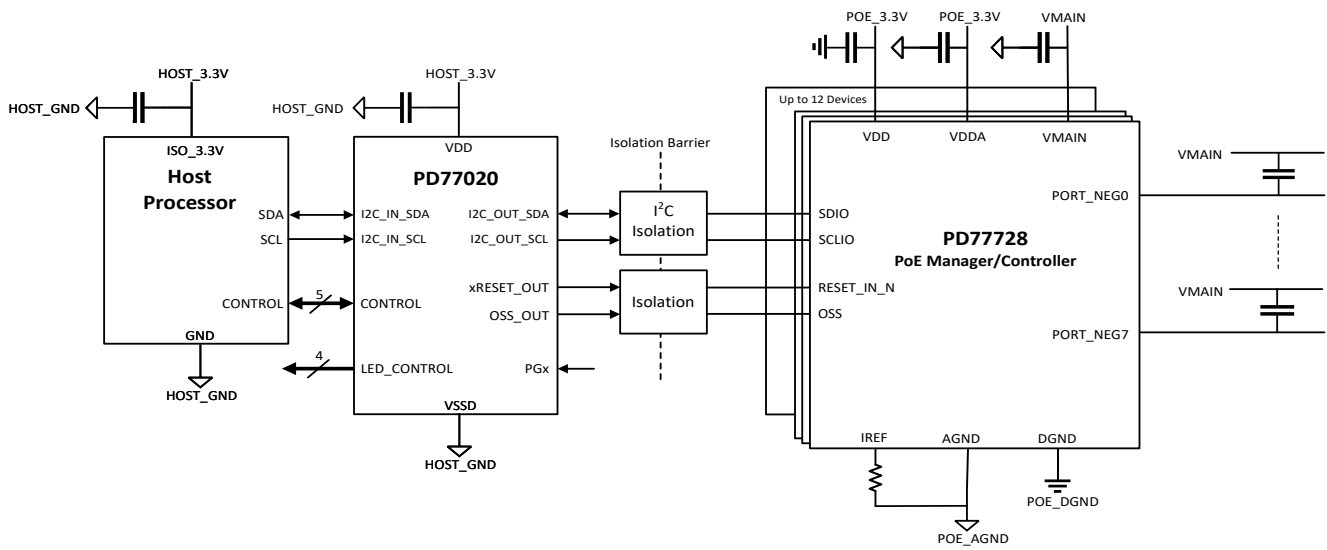 POE_3.3V
POE_3.3V
VMAIN
HOST_3.3V
HOST_GND
ISO_3.3V
Host
Processor
SDA
SCL
CONTROL
GND
HOST_GND
HOST_3.3V
HOST_GND
VDD
PD77020
I2C_IN_SDA
I2C_OUT_SDA
I2C_IN_SCL
I2C_OUT_SCL
xRESET_OUT
5
CONTROL
OSS_OUT
4
LED_CONTROL
PGx
VSSD
HOST_GND
Isolation Barrier
I²C
Isolation
Isolation
Up to 12 Devices
VDD
VDDA
VMAIN
PORT_NEG0
SDIO
SCLIO
PD77728
PoE Manager/Controller
RESET_IN_N
OSS
PORT_NEG7
IREF
AGND
DGND
POE_DGND
POE_AGND
VMAIN
VMAIN